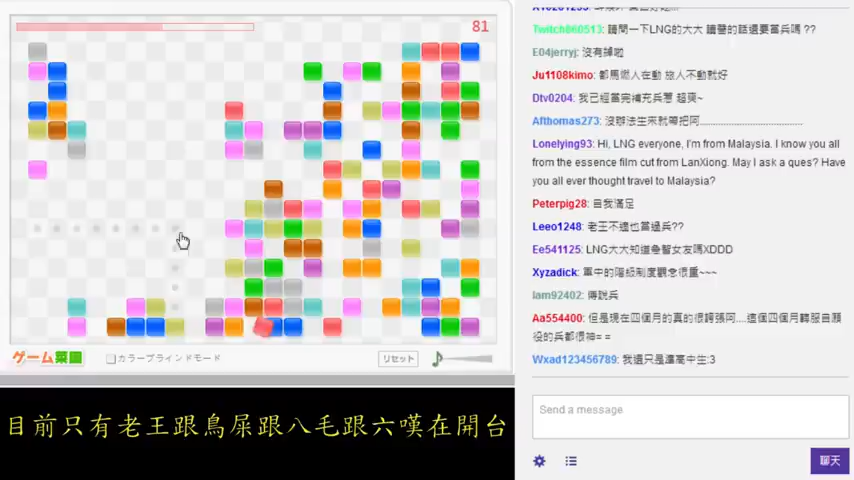 81
ゲーム菜園
カラーブラインドモード
リセット
目前只有老王跟鳥屎跟八毛跟六嘆在開台
Twitch860513: 請問一下LNG的大大 請聲的話還要當兵嗎 ??
E04jerryj: 沒有掉啦
Ju1108kimo: 都馬懶人在動 旅人不動就好
Dtv0204: 我已經當完補充兵惹 超爽~
Afthomas273: 沒辦法生來就帶把阿
Lonelying93: Hi, LNG everyone, I'm from Malaysia. I know you all
from the essence film cut from LanXiong. May I ask a ques? Have
you all ever thought travel to Malaysia?
Peterpig28: 自我滿足
Leeo1248: 老王不進也當過兵??
Ee541125: LNG大大知道魯智女友嗎XDDD
Xyzadick: 軍中的階級制度觀念很重~~~
Iam92402: 傳說兵
Aa554400: 但是現在四個月的真的很誇張阿....這個四個月轉服自願
役的兵都很神= =
Wxad123456789: 我還只是準高中生:3
Send a message
聊天